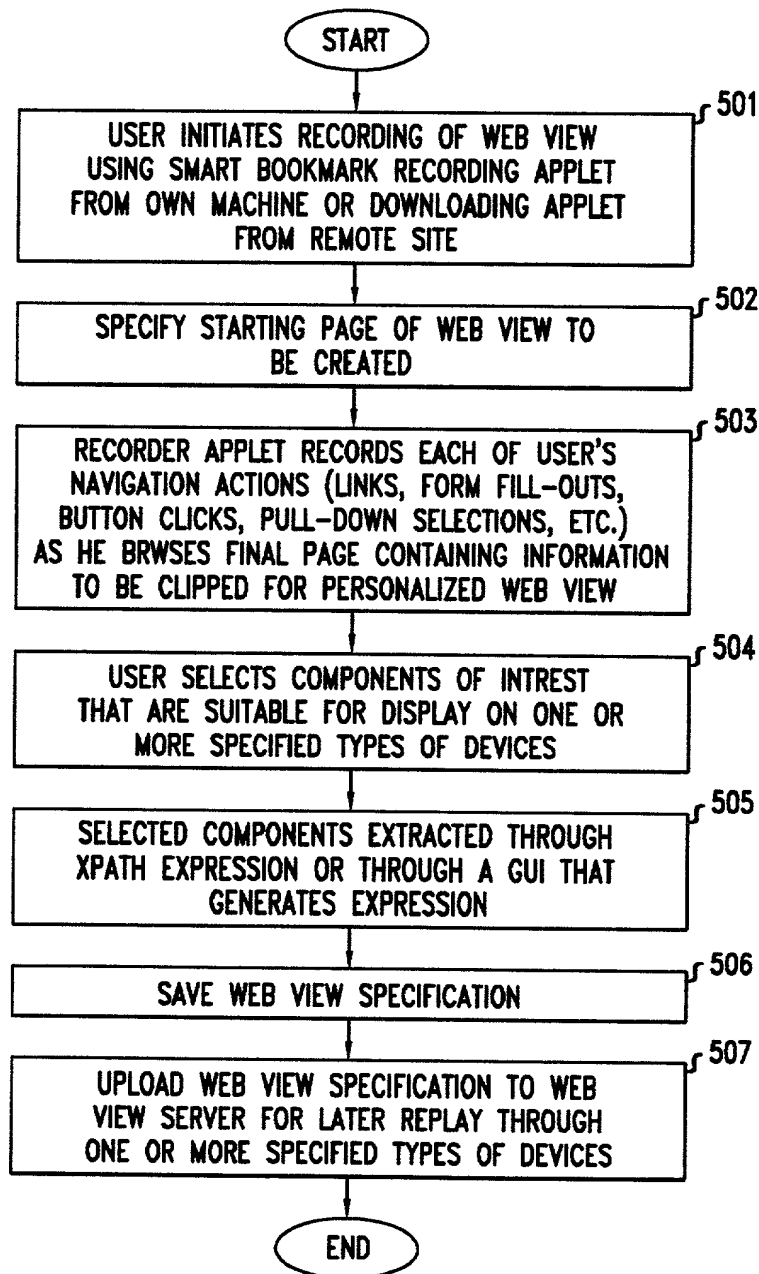 START
501
USER INITIATES RECORDING OF WEB VIEW
USING SMART BOOKMARK RECORDING APPLET
FROM OWN MACHINE OR DOWNLOADING APPLET
FROM REMOTE SITE
502
SPECIFY STARTING PAGE OF WEB VIEW TO
BE CREATED
503
RECORDER APPLET RECORDS EACH OF USER'S
NAVIGATION ACTIONS (LINKS, FORM FILL-OUTS,
BUTTON CLICKS, PULL-DOWN SELECTIONS, ETC.)
AS HE BRWSES FINAL PAGE CONTAINING INFORMATION
TO BE CLIPPED FOR PERSONALIZED WEB VIEW
504
USER SELECTS COMPONENTS OF INTREST
THAT ARE SUITABLE FOR DISPLAY ON ONE OR
MORE SPECIFIED TYPES OF DEVICES
505
SELECTED COMPONENTS EXTRACTED THROUGH
XPATH EXPRESSION OR THROUGH A GUI THAT
GENERATES EXPRESSION
506
SAVE WEB VIEW SPECIFICATION
507
UPLOAD WEB VIEW SPECIFICATION TO WEB
VIEW SERVER FOR LATER REPLAY THROUGH
ONE OR MORE SPECIFIED TYPES OF DEVICES
END